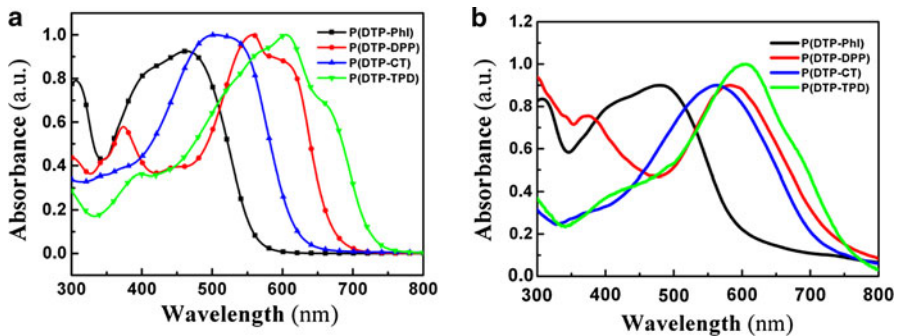 a
Absorbance (a.u.)
1.0
0.8
0.6
0.4
0.2
0.0
P(DTP-PhI)
P(DTP-DPP)
P(DTP-CT)
P(DTP-TPD)
300 400 500 600 700 800
Wavelength (nm)
b
Absorbance (a.u.)
1.2
1.0
0.8
0.6
0.4
0.2
0.0
P(DTP-PhI)
P(DTP-DPP)
P(DTP-CT)
P(DTP-TPD)
300 400 500 600 700 800
Wavelength (nm)